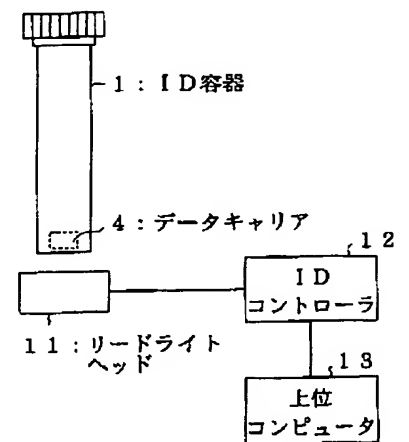 1:ID容器
4:データキャリア
12
ID
コントローラ
11:リードライト
ヘッド
13
上位
コンピュータ